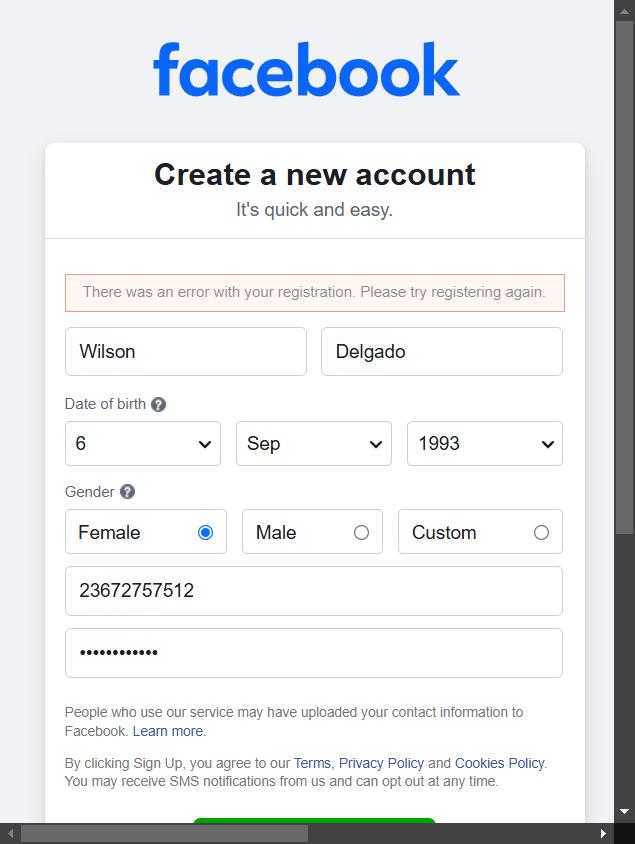 facebook
Create a new account
It's quick and easy.
There was an error with your registration. Please try registering again.
Wilson Delgado
Date of birth ?
6 Sep 1993
Gender ?
Female Male Custom
23672757512
••••••••••••
People who use our service may have uploaded your contact information to
Facebook. Learn more.
By clicking Sign Up, you agree to our Terms, Privacy Policy and Cookies Policy.
You may receive SMS notifications from us and can opt out at any time.